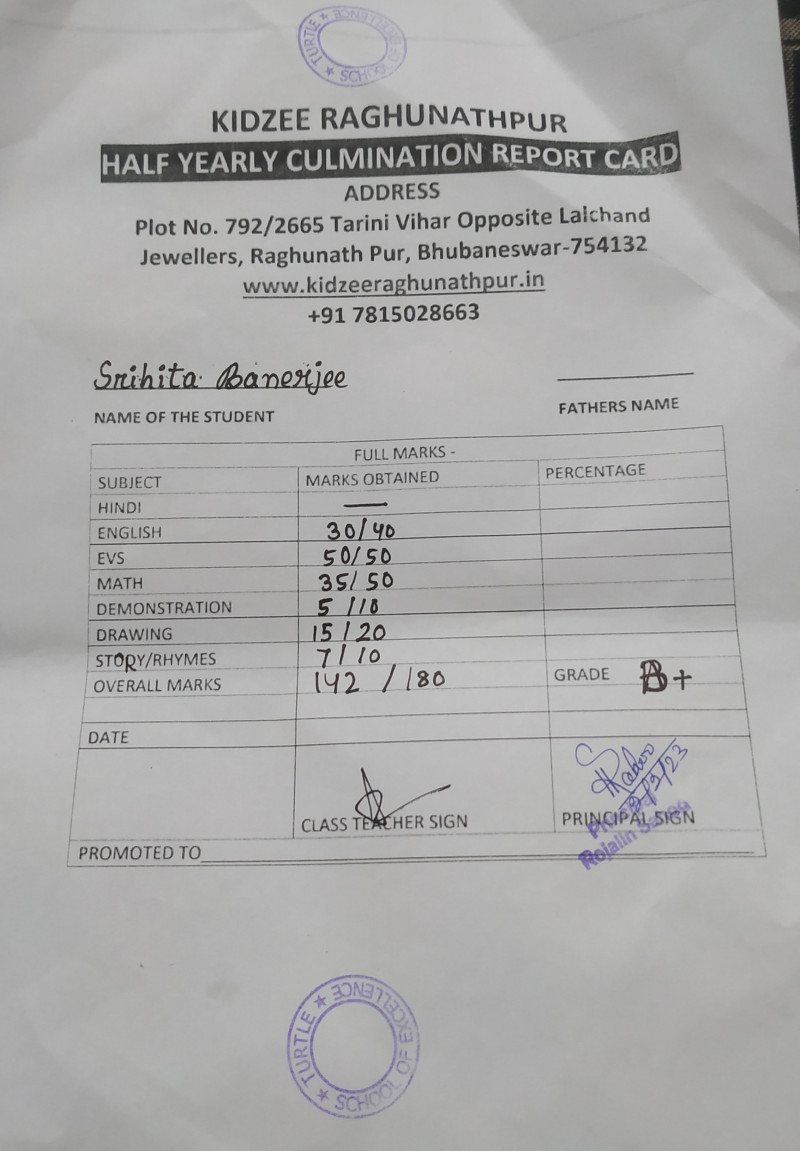 TURTLE ★ SCHOOL OF EXCELLENCE ★
KIDZEE RAGHUNATHPUR
HALF YEARLY CULMINATION REPORT CARD
ADDRESS
Plot No. 792/2665 Tarini Vihar Opposite Lalchand
Jewellers, Raghunath Pur, Bhubaneswar-754132
www.kidzeeraghunathpur.in
+91 7815028663
Srihita Banerjee
NAME OF THE STUDENT FATHERS NAME
FULL MARKS -
SUBJECT MARKS OBTAINED PERCENTAGE
HINDI —
ENGLISH 30/40
EVS 50/50
MATH 35/50
DEMONSTRATION 5/10
DRAWING 15/20
STORY/RHYMES 7/10
OVERALL MARKS 142/180 GRADE B+
DATE
CLASS TEACHER SIGN PRINCIPAL SIGN
Rojalin
PROMOTED TO
TURTLE ★ SCHOOL OF EXCELLENCE ★